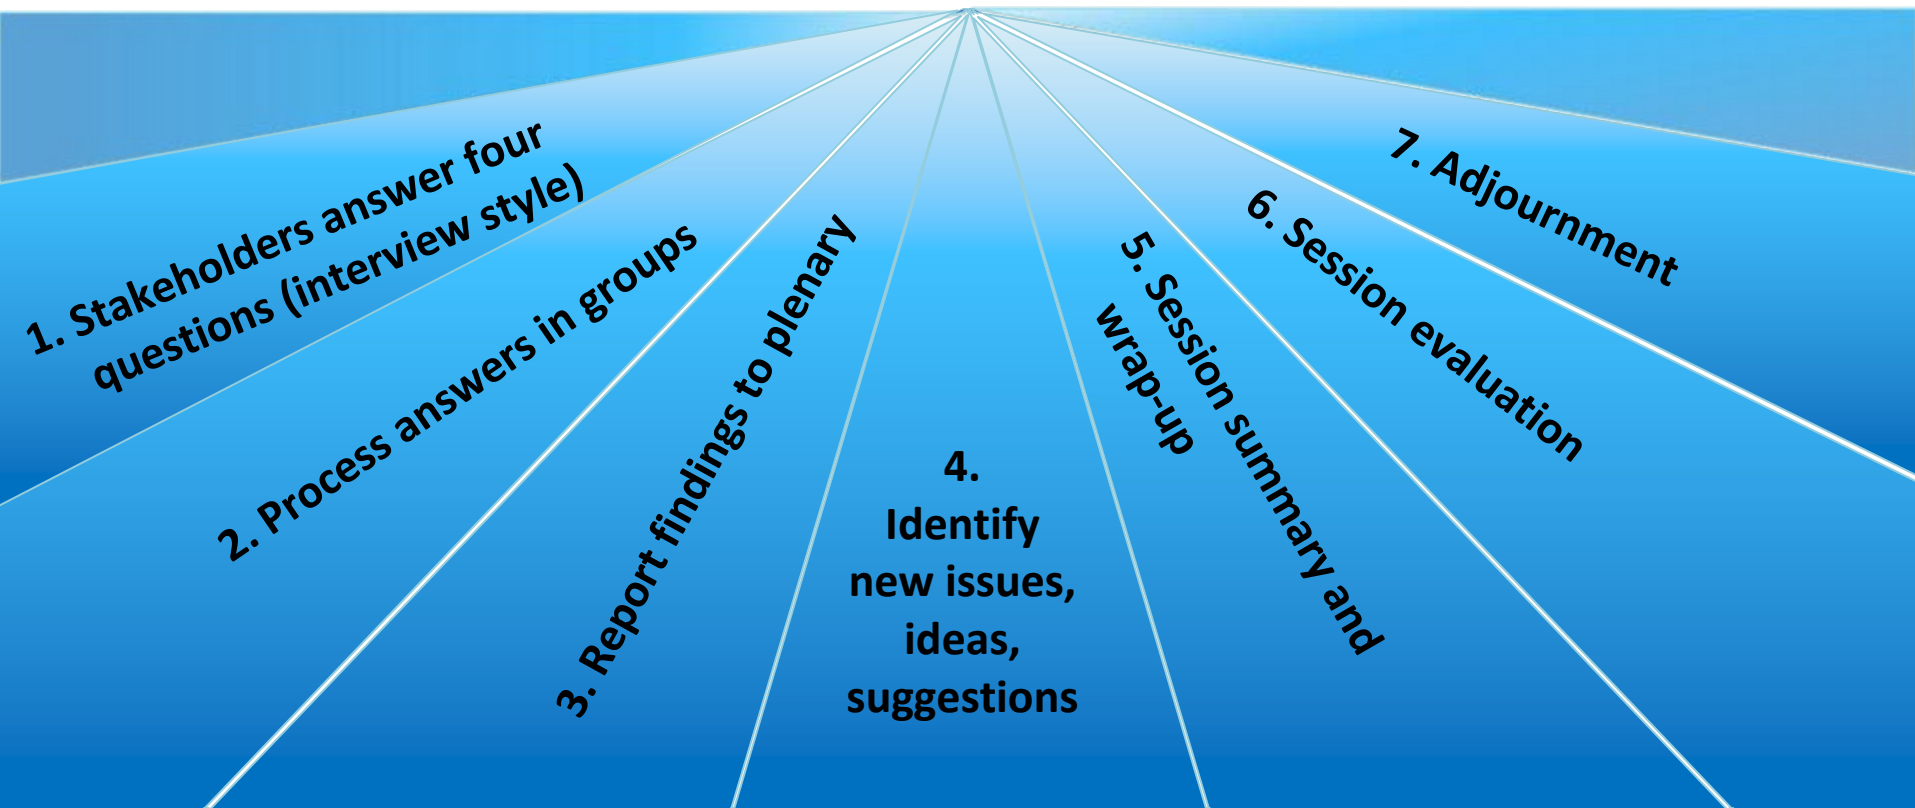 1. Stakeholders answer four
questions (interview style)
2. Process answers in groups
3. Report findings to plenary
4.
Identify
new issues,
ideas,
suggestions
5. Session summary and
wrap-up
6. Session evaluation
7. Adjournment